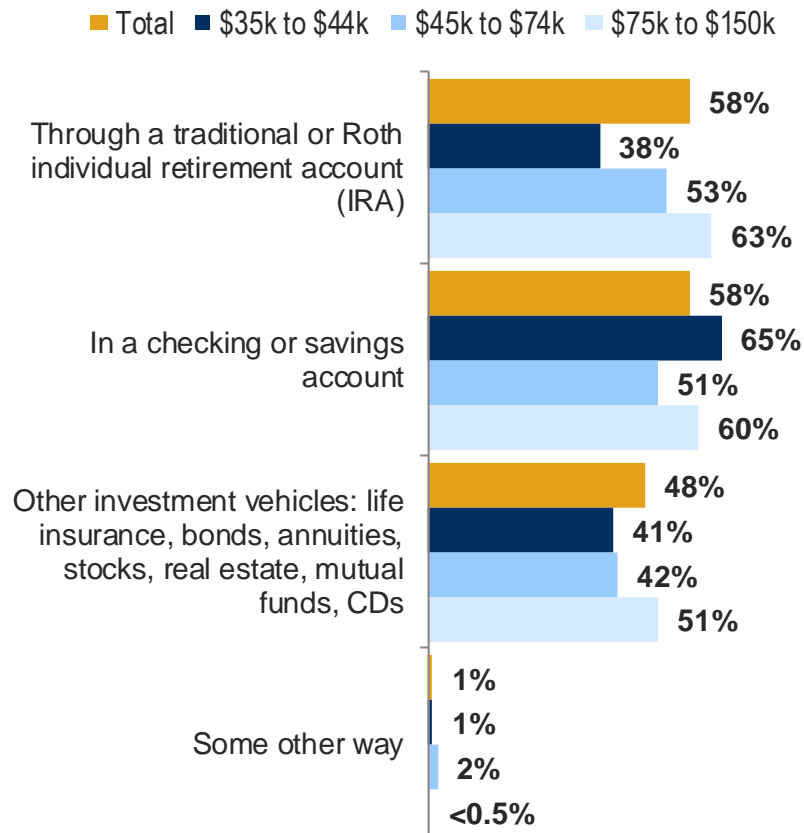 Total $35k to $44k $45k to $74k $75k to $150k
Through a traditional or Roth
individual retirement account
(IRA)
58%
38%
53%
63%
In a checking or savings
account
58%
65%
51%
60%
Other investment vehicles: life
insurance, bonds, annuities,
stocks, real estate, mutual
funds, CDs
48%
41%
42%
51%
Some other way
1%
1%
2%
<0.5%